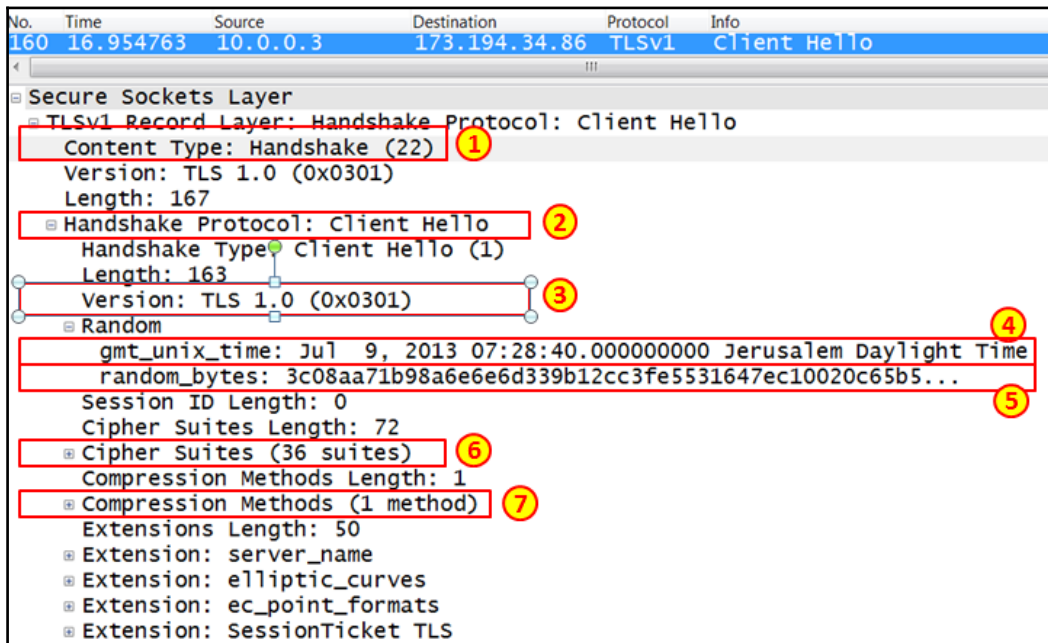 No. Time Source Destination Protocol Info
160 16.954763 10.0.0.3 173.194.34.86 TLSv1 Client Hello
Secure Sockets Layer
TLSv1 Record Layer: Handshake Protocol: Client Hello
Content Type: Handshake (22) 1
Version: TLS 1.0 (0x0301)
Length: 167
Handshake Protocol: Client Hello 2
Handshake Type: Client Hello (1)
Length: 163
Version: TLS 1.0 (0x0301) 3
Random 4
gmt_unix_time: Jul 9, 2013 07:28:40.000000000 Jerusalem Daylight Time
random_bytes: 3c08aa71b98a6e6e6d339b12cc3fe5531647ec10020c65b5...
Session ID Length: 0 5
Cipher Suites Length: 72
Cipher Suites (36 suites) 6
Compression Methods Length: 1
Compression Methods (1 method) 7
Extensions Length: 50
Extension: server_name
Extension: elliptic_curves
Extension: ec_point_formats
Extension: SessionTicket TLS